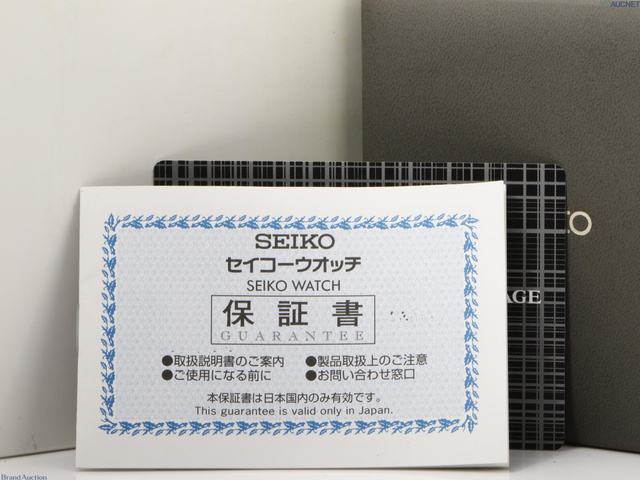 AUCNET
SEIKO
セイコーウオッチ
SEIKO WATCH
保証書
GUARANTEE
●取扱説明書のご案内 ●製品取扱上のご注意
●ご使用になる前に ●お問い合わせ窓口
本保証書は日本国内のみ有効です。
This guarantee is valid only in Japan.
BrandAuction